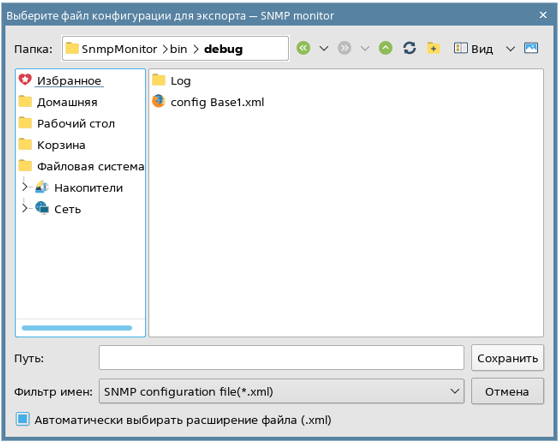 Выберите файл конфигурации для экспорта — SNMP monitor
Папка: SnmpMonitor bin debug Вид
Избранное
Домашняя
Рабочий стол
Корзина
Файловая система
Накопители
Сеть
Log
config Base1.xml
Путь: Сохранить
Фильтр имен: SNMP configuration file(*.xml) Отмена
Автоматически выбирать расширение файла (.xml)